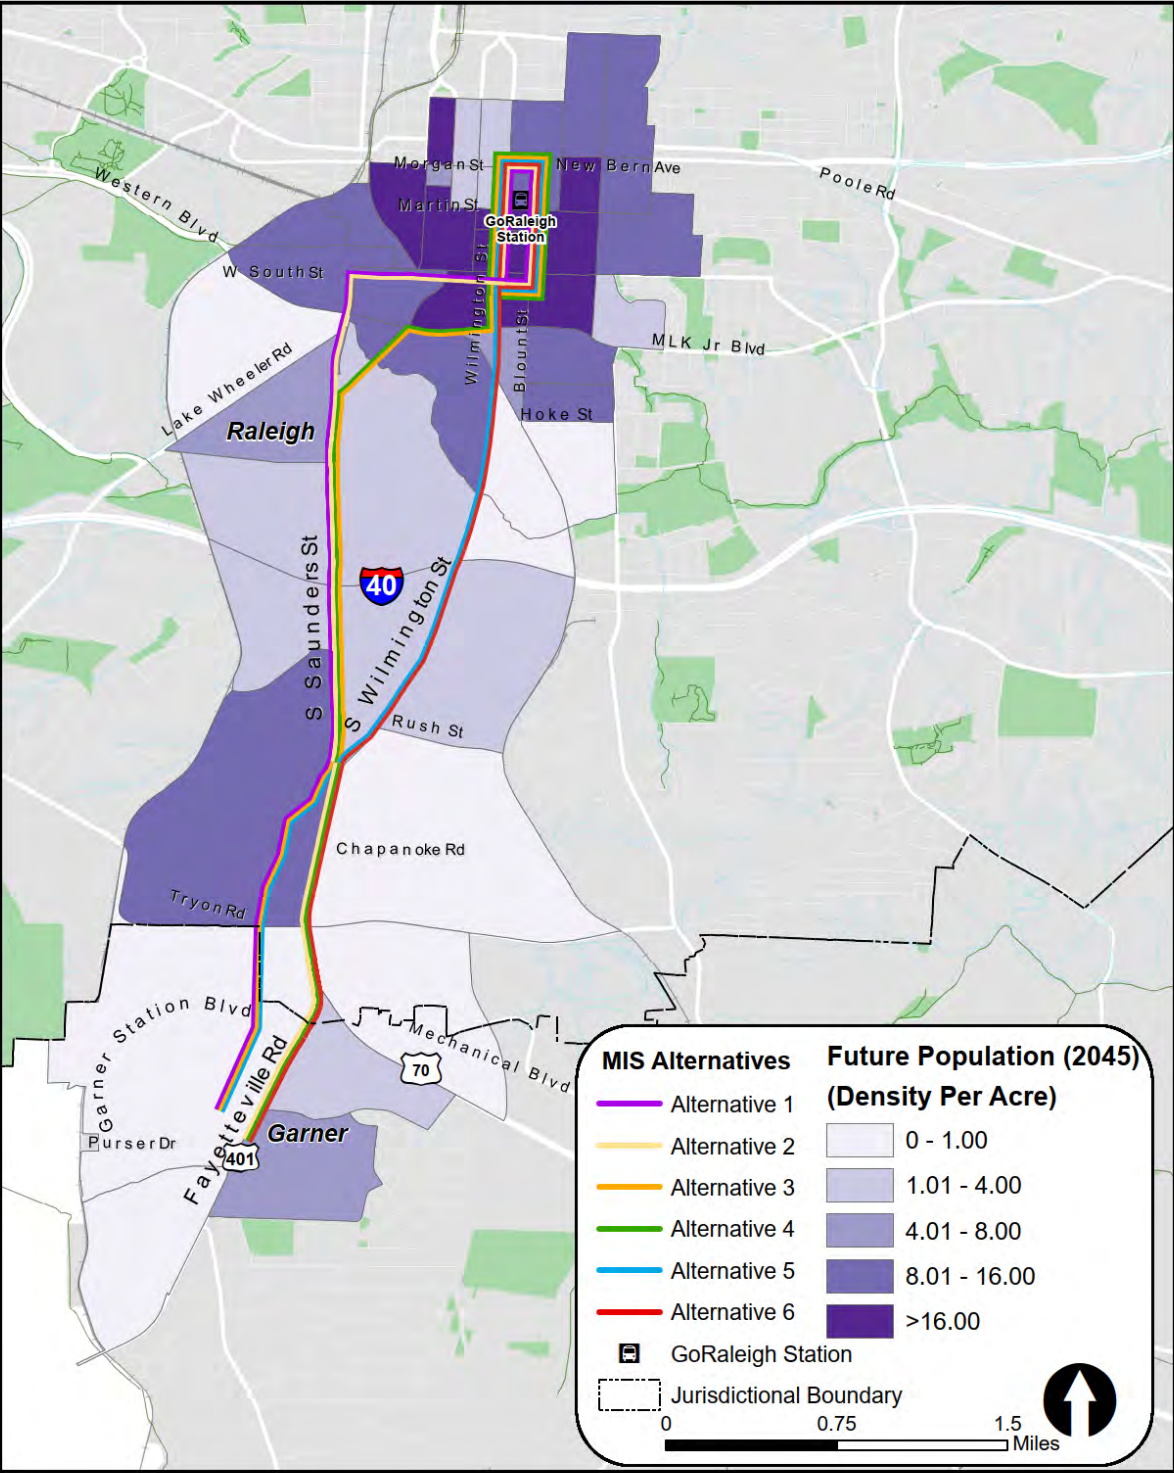 Morgan St
New Bern Ave
Poole Rd
Western Blvd
Martin St
GoRaleigh
Station
W South St
Wilmington St
Blount St
MLK Jr Blvd
Lake Wheeler Rd
Hoke St
Raleigh
S Saunders St
40
S Wilmington St
Rush St
Chapanoke Rd
Tryon Rd
Garner Station Blvd
Mechanical Blvd
70
Fayetteville Rd
Garner
Purser Dr
401
MIS Alternatives
Alternative 1
Alternative 2
Alternative 3
Alternative 4
Alternative 5
Alternative 6
GoRaleigh Station
Jurisdictional Boundary
Future Population (2045)
(Density Per Acre)
0 - 1.00
1.01 - 4.00
4.01 - 8.00
8.01 - 16.00
>16.00
0 0.75 1.5
Miles